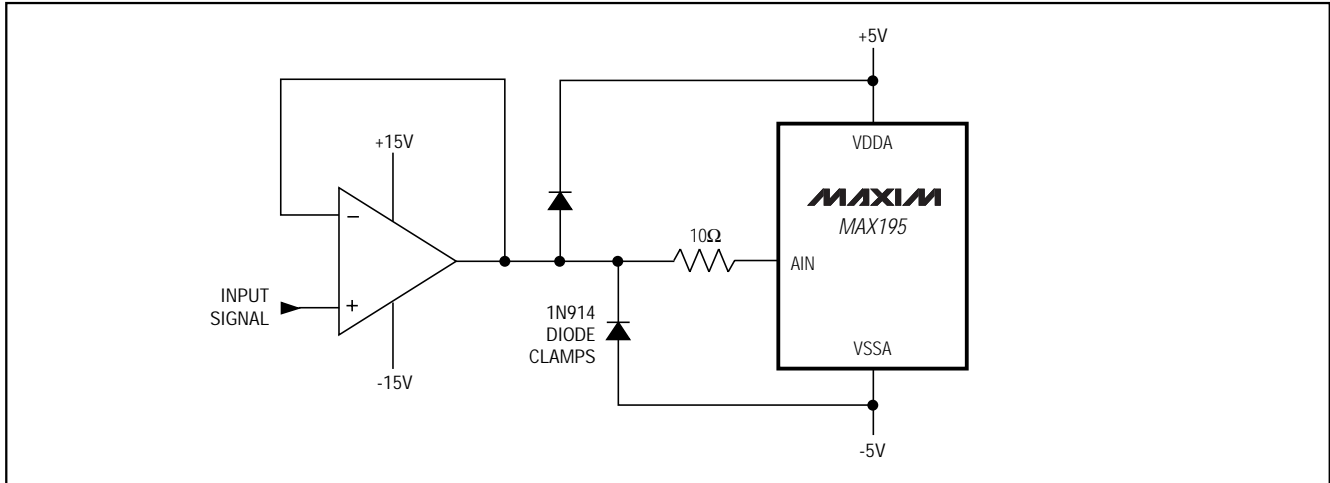 +5V
+15V
VDDA
MAXIM
MAX195
−
10Ω
AIN
INPUT
SIGNAL
+
1N914
DIODE
CLAMPS
VSSA
-15V
-5V